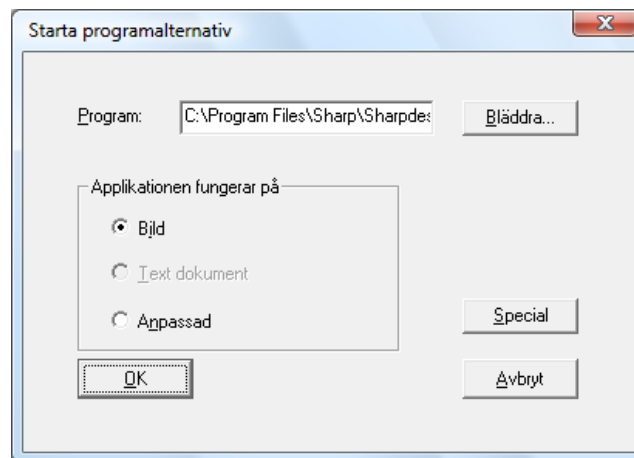 Starta programalternativ
Program: C:\Program Files\Sharp\Sharpdes Bläddra...
Applikationen fungerar på
Bild
Text dokument
Anpassad
Special
OK Avbryt